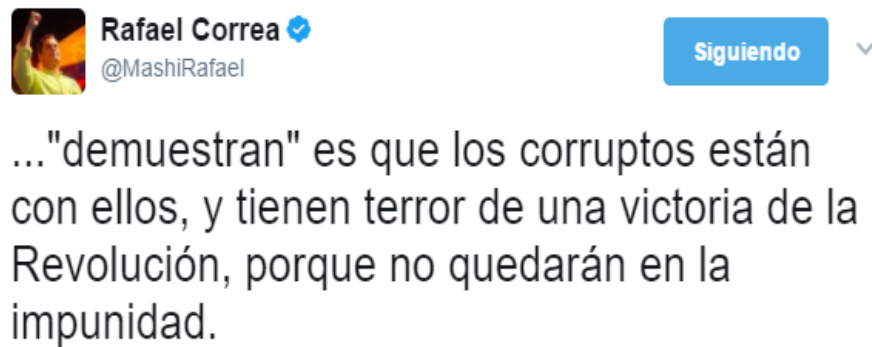 Rafael Correa
@MashiRafael
Siguiendo
..."demuestran" es que los corruptos están
con ellos, y tienen terror de una victoria de la
Revolución, porque no quedarán en la
impunidad.